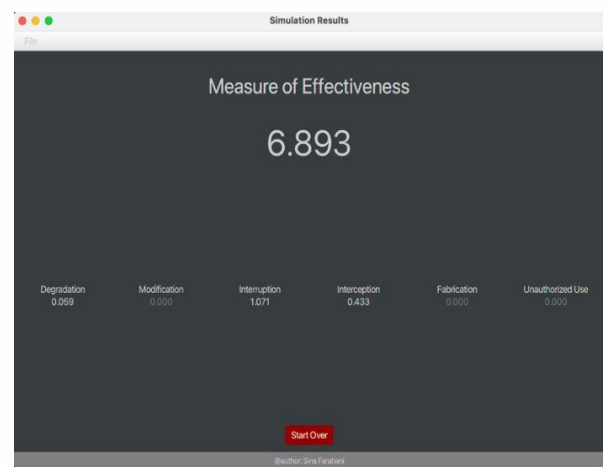 Simulation Results
File
Measure of Effectiveness
6.893
Degradation Modification Interruption Interception Fabrication Unauthorized Use
0.059 0.000 1.071 0.433 0.000 0.000
Start Over
@author: Sina Farahani